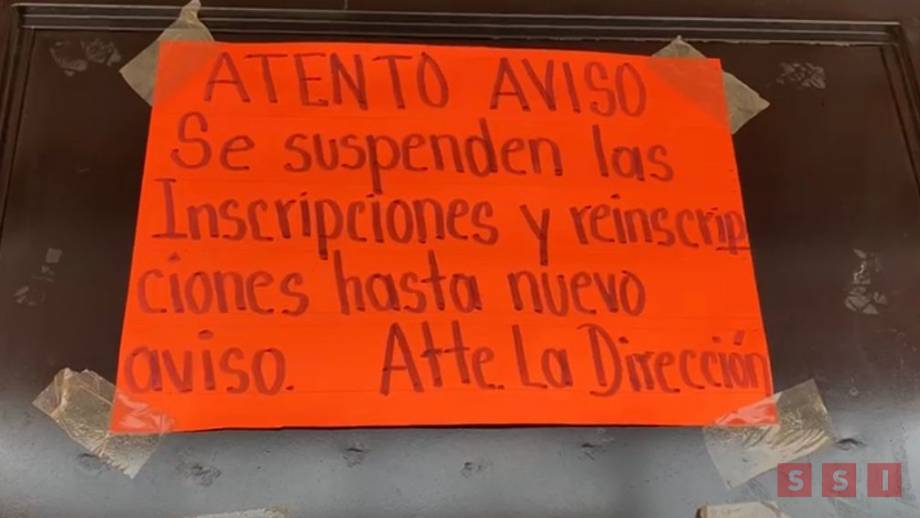 ATENTO AVISO
Se suspenden las
Inscripciones y reinscrip
ciones hasta nuevo
aviso. Atte. La Dirección
SSI